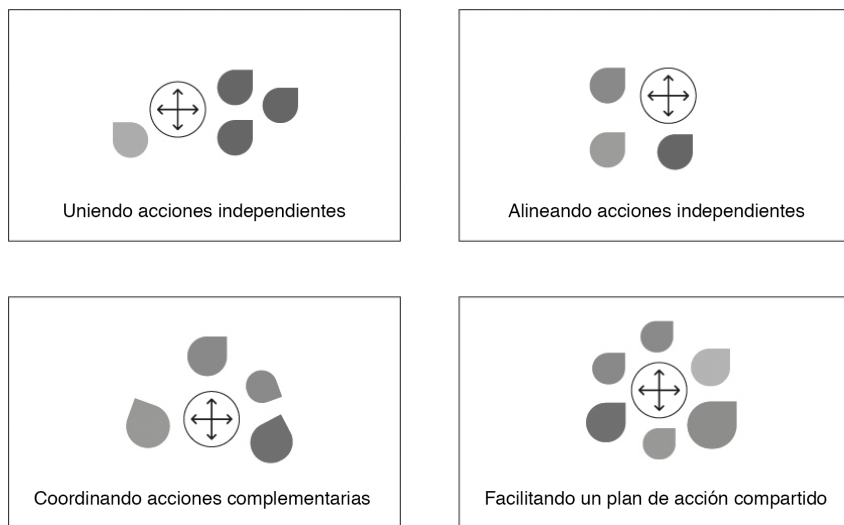 Uniendo acciones independientes
Alineando acciones independientes
Coordinando acciones complementarias
Facilitando un plan de acción compartido